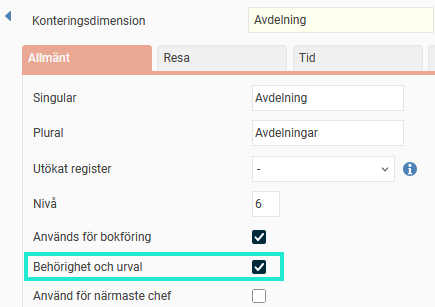 Konteringsdimension Avdelning
Allmänt Resa Tid
Singular Avdelning
Plural Avdelningar
Utökat register -
Nivå 6
Används för bokföring
Behörighet och urval
Använd för närmaste chef